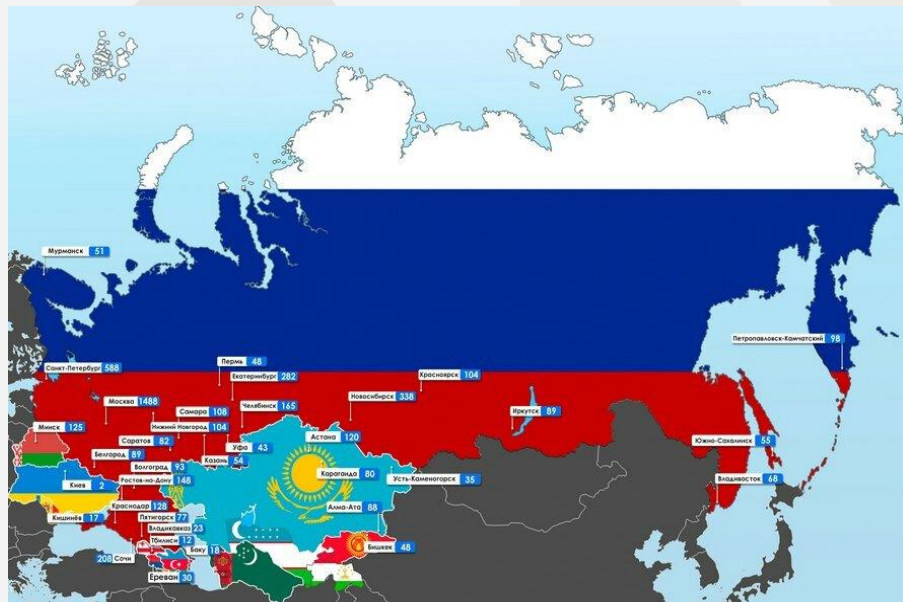 Мурманск 51
Петропавловск-Камчатский 98
Пермь 48
Санкт-Петербург 588
Екатеринбург 282
Красноярск 104
Новосибирск 338
Москва 1488
Челябинск 165
Самара 108
Иркутск 89
Минск 125
Нижний Новгород 104
Астана 120
Саратов 82
Уфа 43
Южно-Сахалинск 55
Белгород 89
Казань 54
Волгоград 93
Караганда 80
Ростов-на-Дону 148
Усть-Каменогорск 35
Владивосток 68
Киев 2
Краснодар 128
Алма-Ата 88
Кишинёв 17
Пятигорск 77
Владикавказ 23
Тбилиси 12
Баку 18
Бишкек 48
208 Сочи
Ереван 30